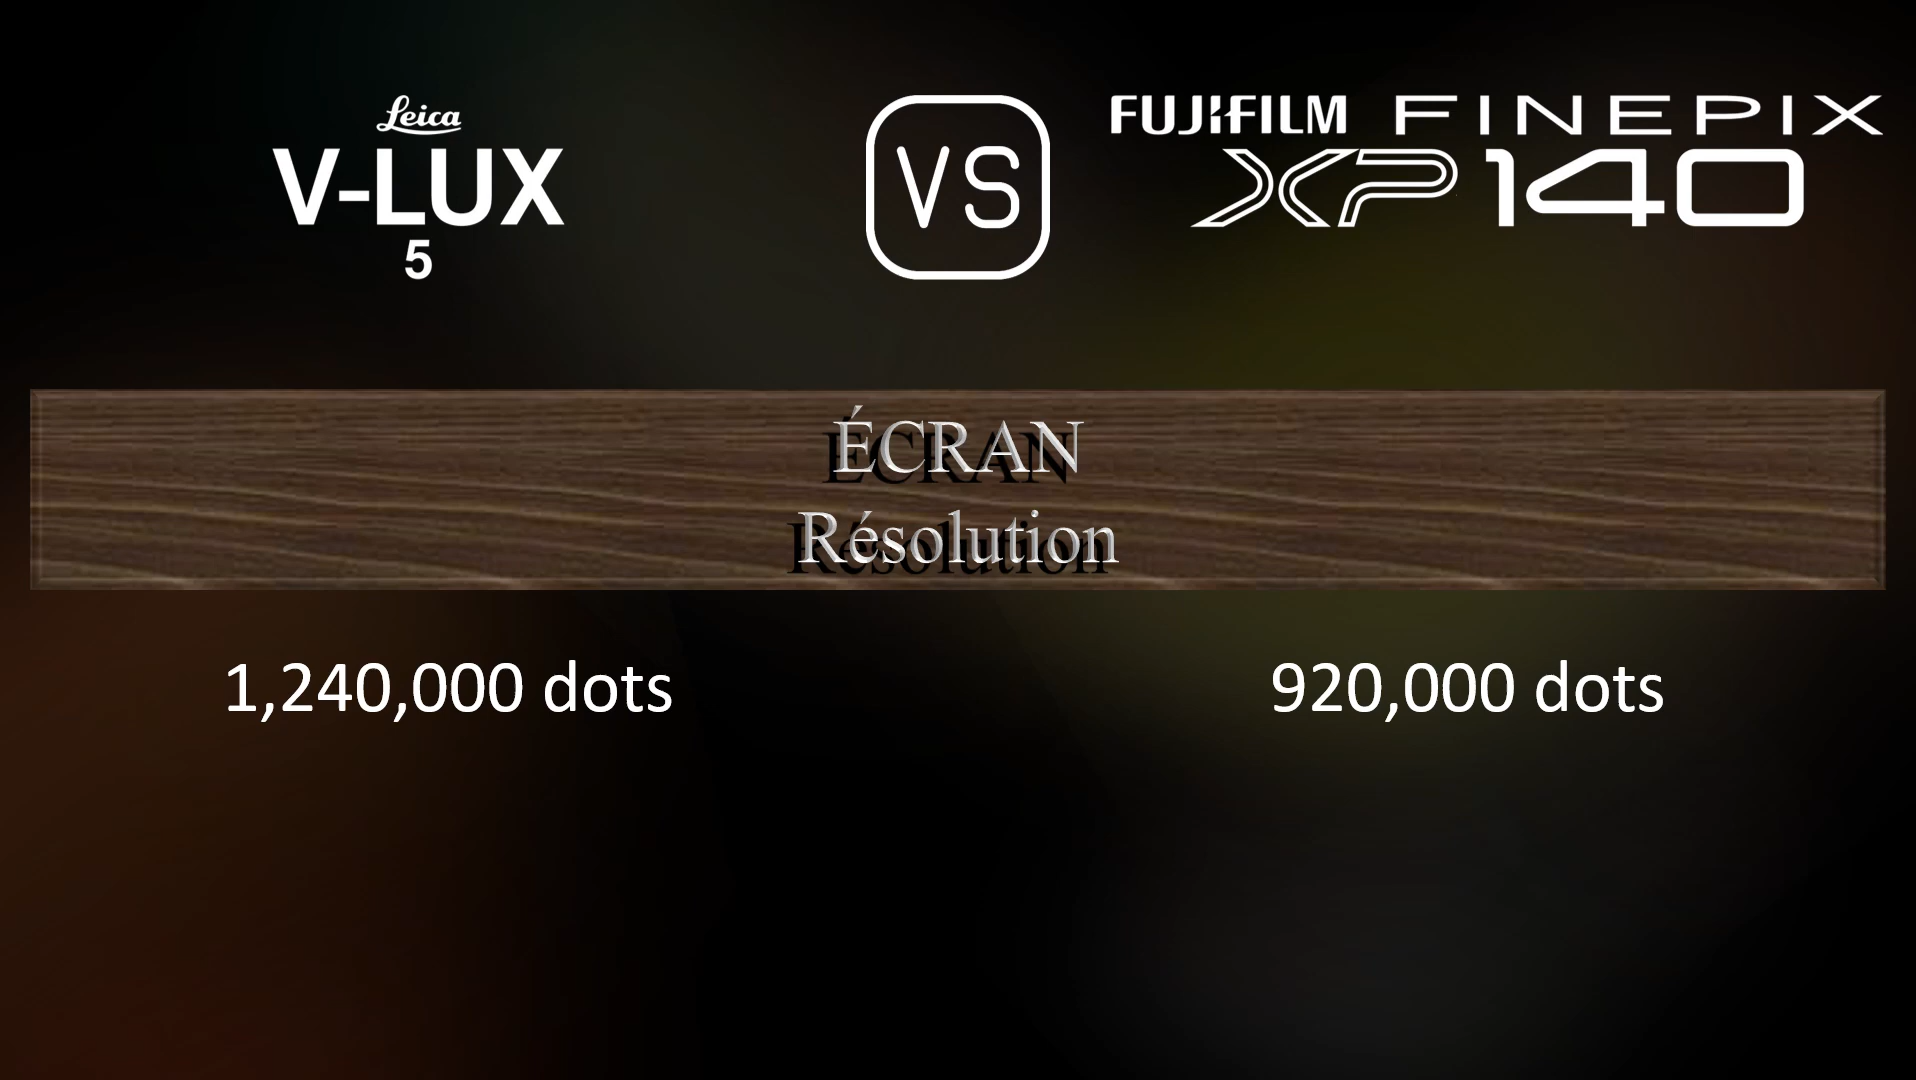 Leica
V-LUX
5
VS
FUJIFILM FINEPIX
XP140
ÉCRAN
Résolution
1,240,000 dots
920,000 dots